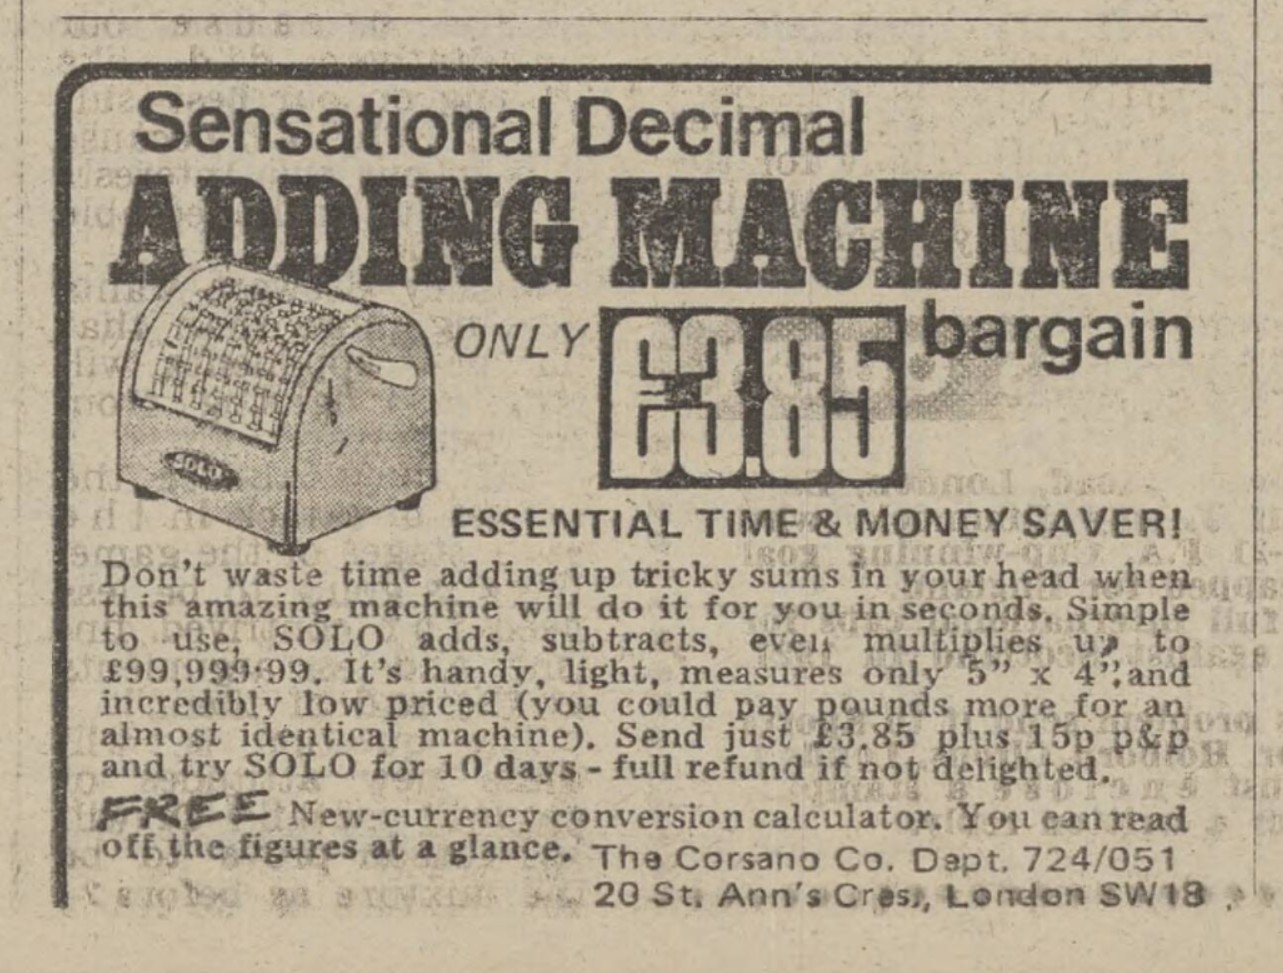 Sensational Decimal
ADDING MACHINE
ONLY £3.85 bargain
SOLO
ESSENTIAL TIME & MONEY SAVER!
Don't waste time adding up tricky sums in your head when
this amazing machine will do it for you in seconds. Simple
to use, SOLO adds, subtracts, even multiplies up to
£99,999·99. It's handy, light, measures only 5" x 4", and
incredibly low priced (you could pay pounds more for an
almost identical machine). Send just £3.85 plus 15p p&p
and try SOLO for 10 days - full refund if not delighted.
FREE New-currency conversion calculator. You can read
off the figures at a glance.
The Corsano Co. Dept. 724/051
20 St. Ann's Cres., London SW18